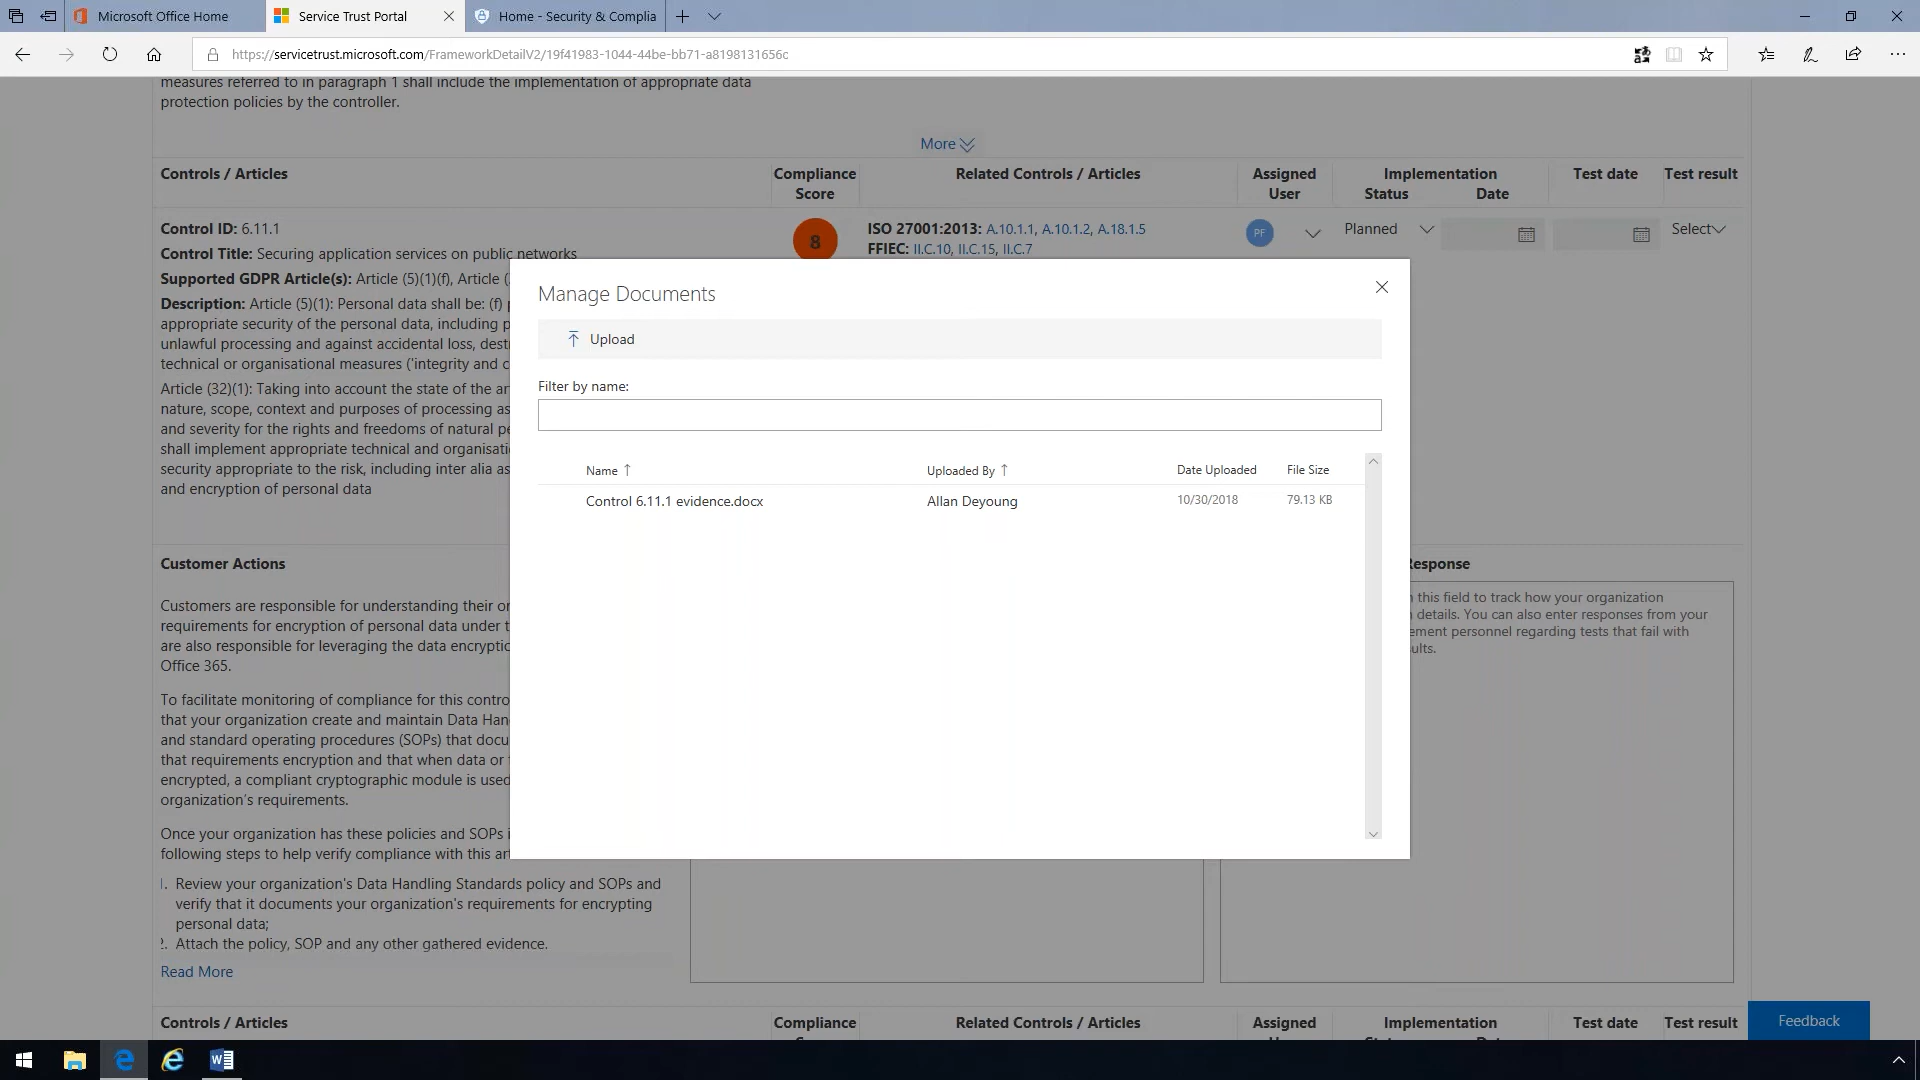 Microsoft Office Home
Service Trust Portal
Home - Security & Complia
https://servicetrust.microsoft.com/FrameworkDetailV2/19f41983-1044-44be-bb71-a8198131656c
measures referred to in paragraph 1 shall include the implementation of appropriate data
protection policies by the controller.
More
Controls / Articles
Compliance
Score
Related Controls / Articles
Assigned
User
Implementation
Status Date
Test date
Test result
Control ID: 6.11.1
Control Title: Securing application services on public networks
Supported GDPR Article(s): Article (5)(1)(f), Article
Description: Article (5)(1): Personal data shall be: (f)
appropriate security of the personal data, including
unlawful processing and against accidental loss,
technical or organisational measures ('integrity and
Article (32)(1): Taking into account the state of the
nature, scope, context and purposes of processing
and severity for the rights and freedoms of natural
shall implement appropriate technical and
security appropriate to the risk, including inter alia
and encryption of personal data
8
ISO 27001:2013: A.10.1.1, A.10.1.2, A.18.1.5
FFIEC: II.C.10, II.C.15, II.C.7
PF
Planned
Select
Manage Documents
Upload
Filter by name:
Name Uploaded By Date Uploaded File Size
Control 6.11.1 evidence.docx Allan Deyoung 10/30/2018 79.13 KB
Customer Actions
Customers are responsible for understanding their
requirements for encryption of personal data under
are also responsible for leveraging the data
Office 365.
To facilitate monitoring of compliance for this
that your organization create and maintain Data
and standard operating procedures (SOPs) that
that requirements encryption and that when data or
encrypted, a compliant cryptographic module is used
organization's requirements.
Once your organization has these policies and SOPs
following steps to help verify compliance with this
1. Review your organization's Data Handling Standards policy and SOPs and
verify that it documents your organization's requirements for encrypting
personal data;
2. Attach the policy, SOP and any other gathered evidence.
Read More
Response
this field to track how your organization
details. You can also enter responses from your
personnel regarding tests that fail with
Controls / Articles
Compliance
Related Controls / Articles
Assigned
Implementation
Test date
Test result
Feedback